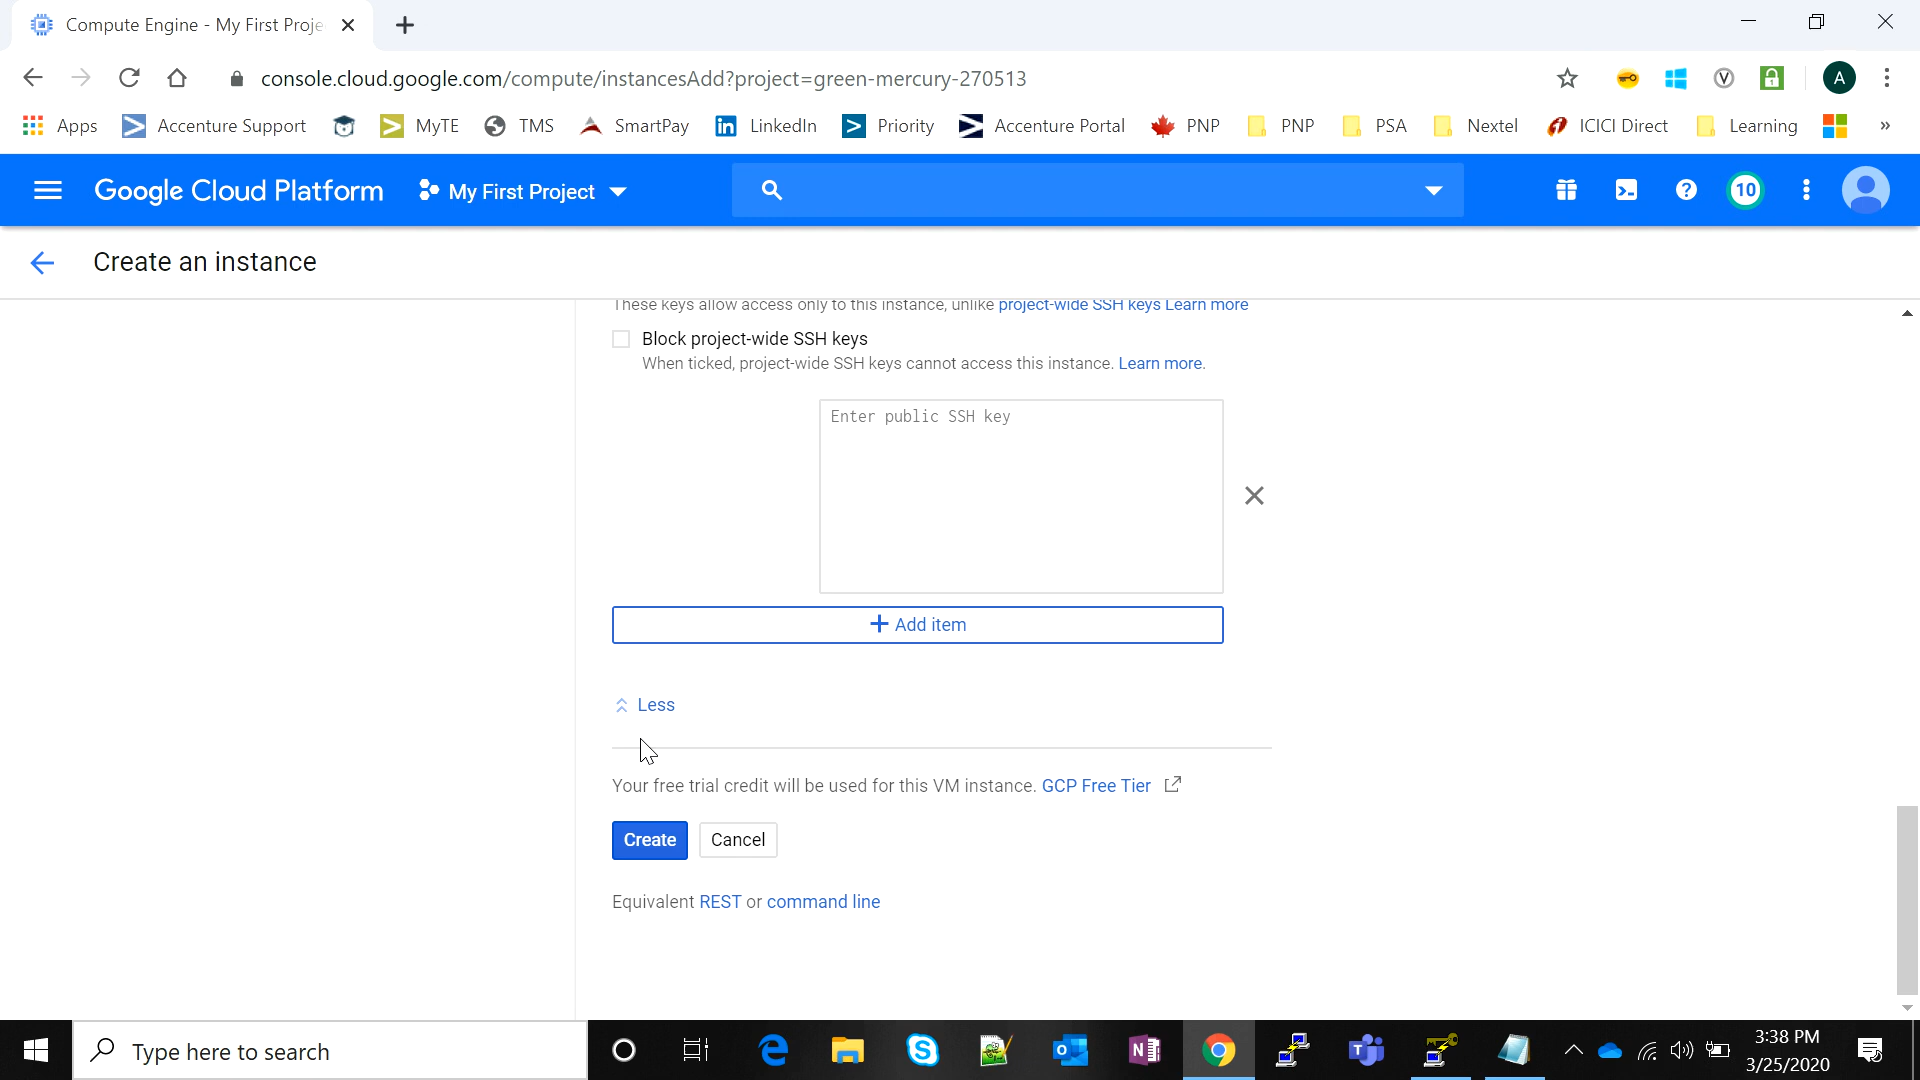 Compute Engine - My First Proje
console.cloud.google.com/compute/instancesAdd?project=green-mercury-270513
A
Apps Accenture Support MyTE TMS SmartPay LinkedIn Priority Accenture Portal PNP PNP PSA Nextel ICICI Direct Learning »
Google Cloud Platform My First Project 10
Create an instance
These keys allow access only to this instance, unlike project-wide SSH keys Learn more
Block project-wide SSH keys
When ticked, project-wide SSH keys cannot access this instance. Learn more.
Enter public SSH key
+ Add item
Less
Your free trial credit will be used for this VM instance. GCP Free Tier
Create Cancel
Equivalent REST or command line
Type here to search
3:38 PM
3/25/2020